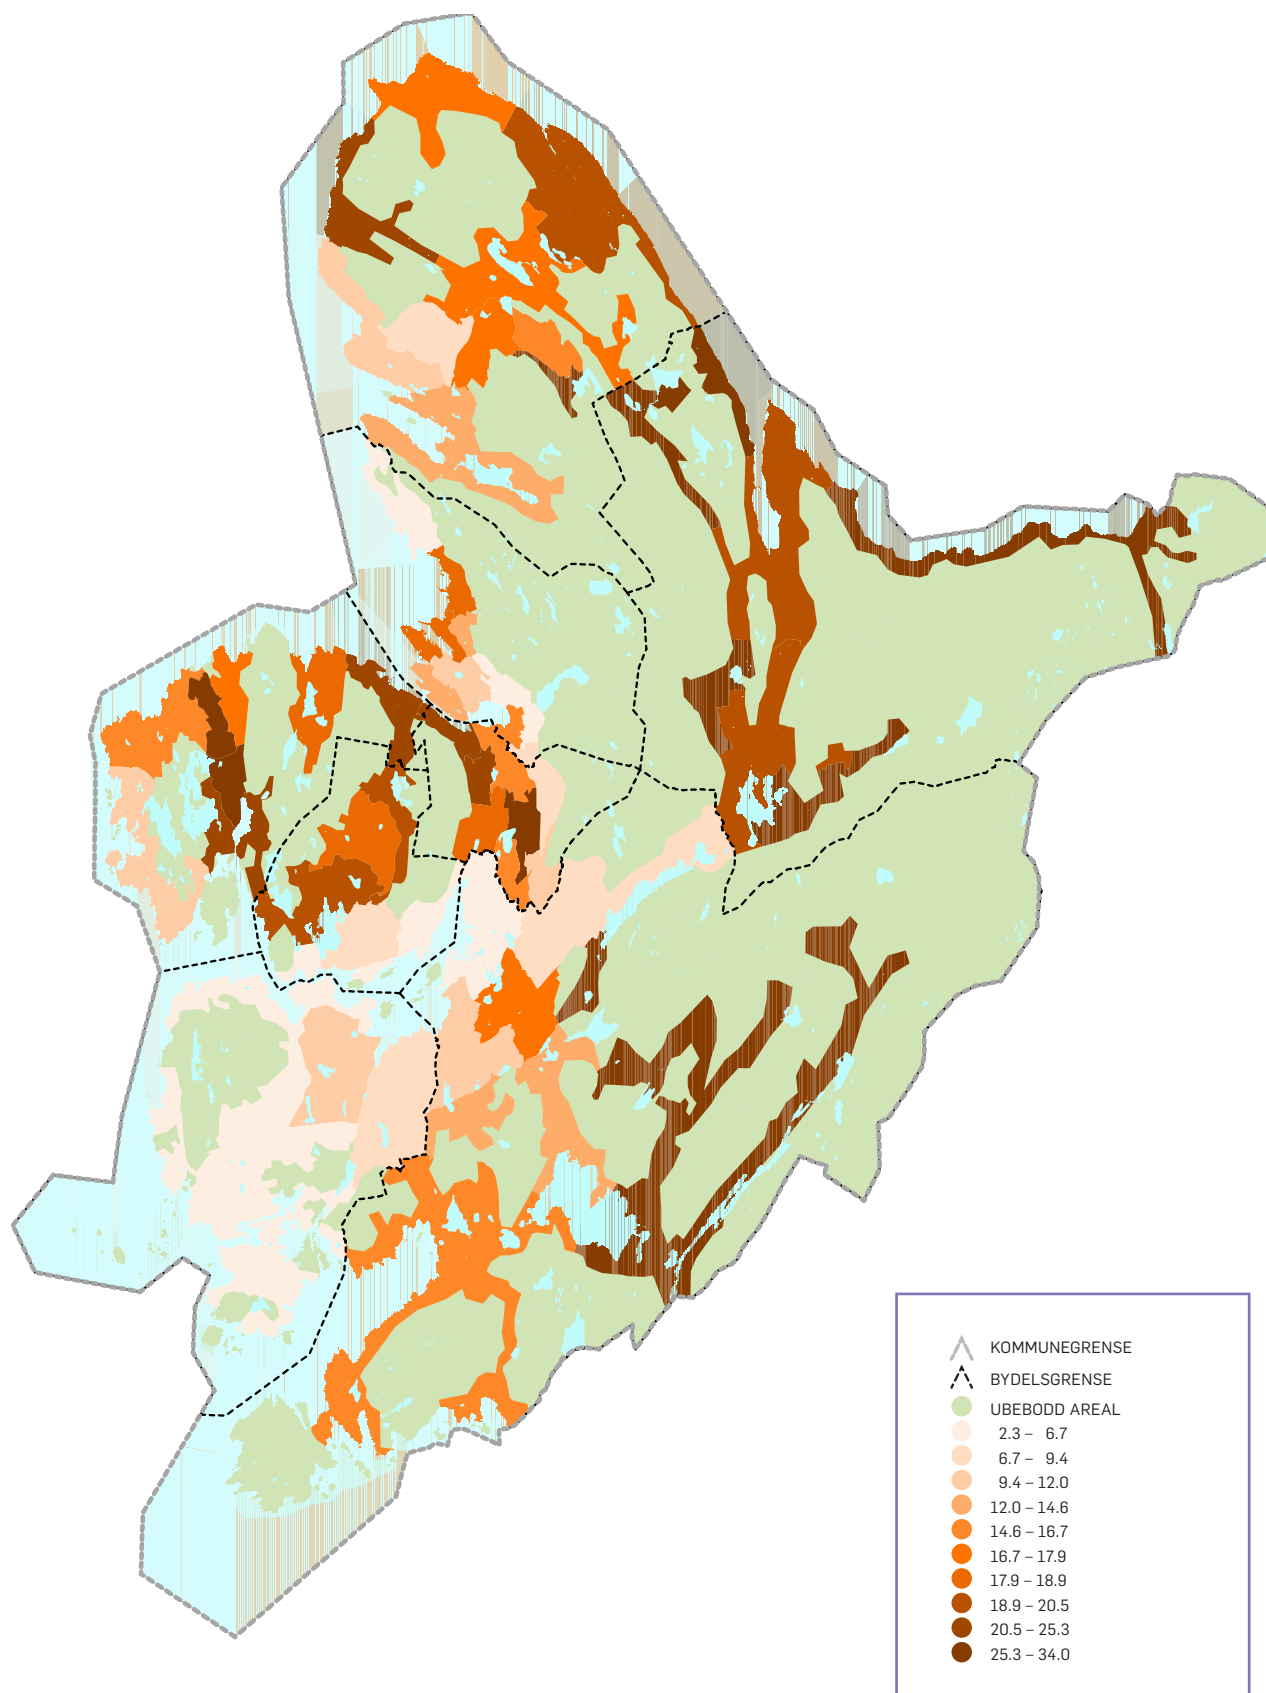 KOMMUNEGRENSE
BYDELSGRENSE
UBEBODD AREAL
2.3 – 6.7
6.7 – 9.4
9.4 – 12.0
12.0 – 14.6
14.6 – 16.7
16.7 – 17.9
17.9 – 18.9
18.9 – 20.5
20.5 – 25.3
25.3 – 34.0